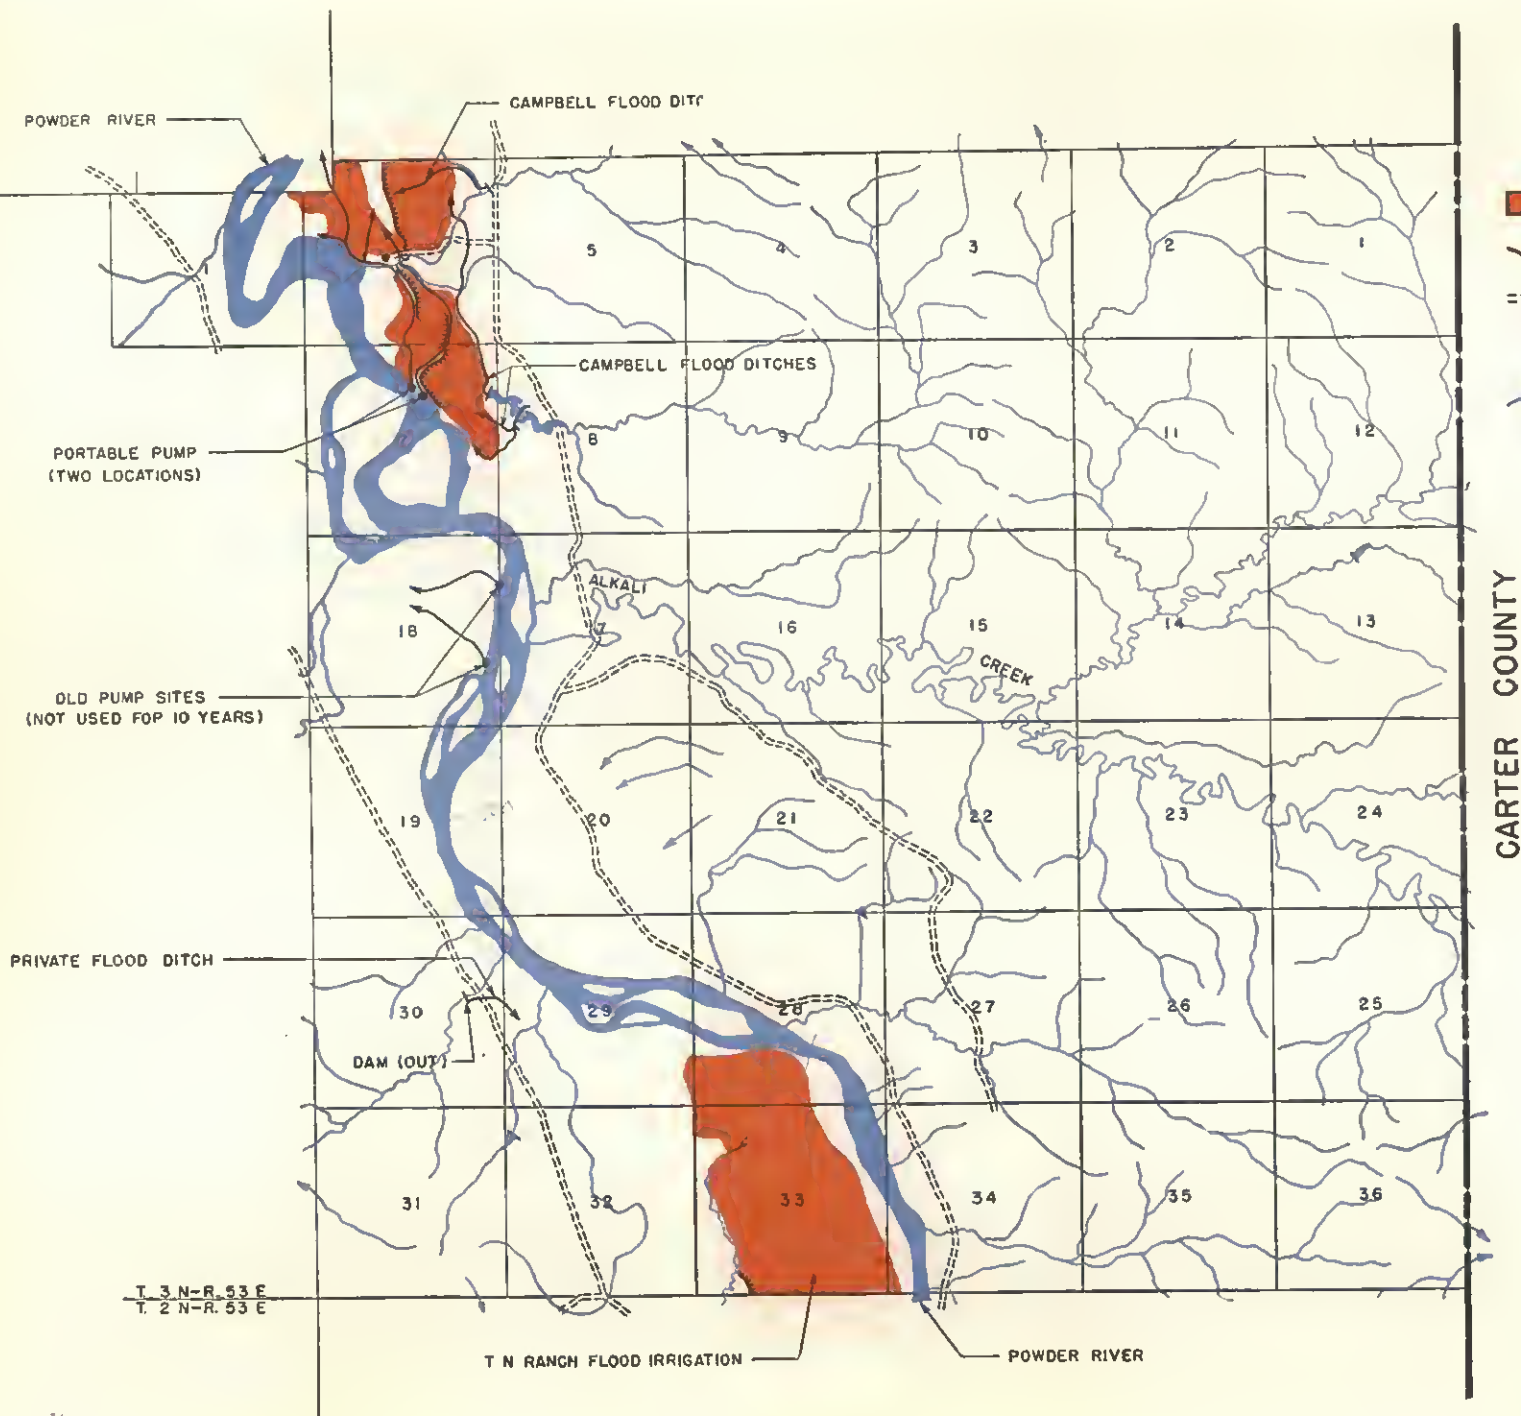 CAMPBELL FLOOD DITC
POWDER RIVER
5
4
3
2
1
CAMPBELL FLOOD DITCHES
PORTABLE PUMP
(TWO LOCATIONS)
8
9
10
11
12
ALKALI
18
7
16
15
14
13
CREEK
OLD PUMP SITES
(NOT USED FOP 10 YEARS)
CARTER COUNTY
19
20
21
22
23
24
PRIVATE FLOOD DITCH
30
29
28
27
26
25
DAM (OUT)
31
32
33
34
35
36
T. 3 N-R. 53 E
T. 2 N-R. 53 E
T N RANCH FLOOD IRRIGATION
POWDER RIVER